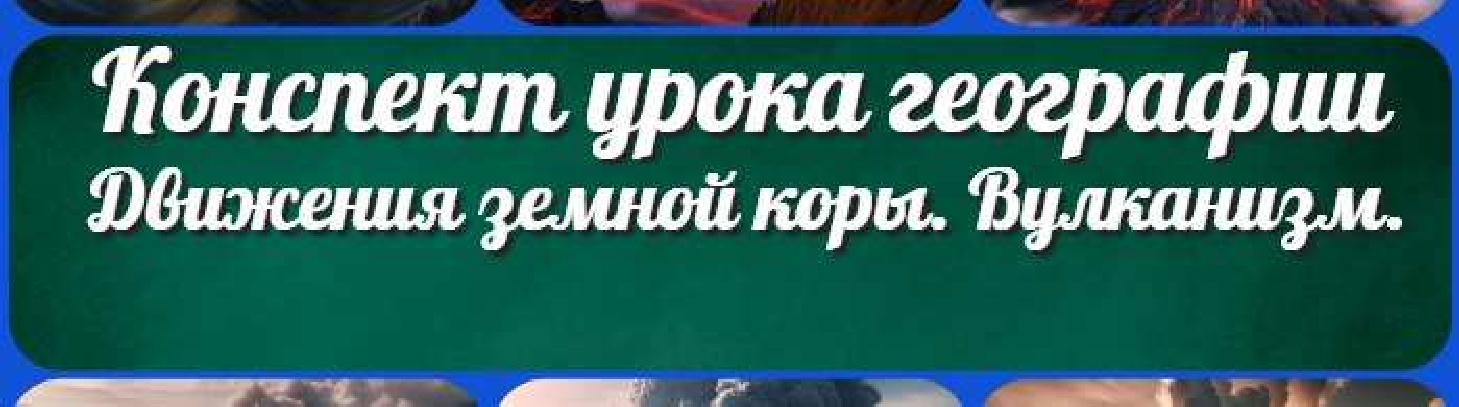 Конспект урока географии
Движения земной коры. Вулканизм.